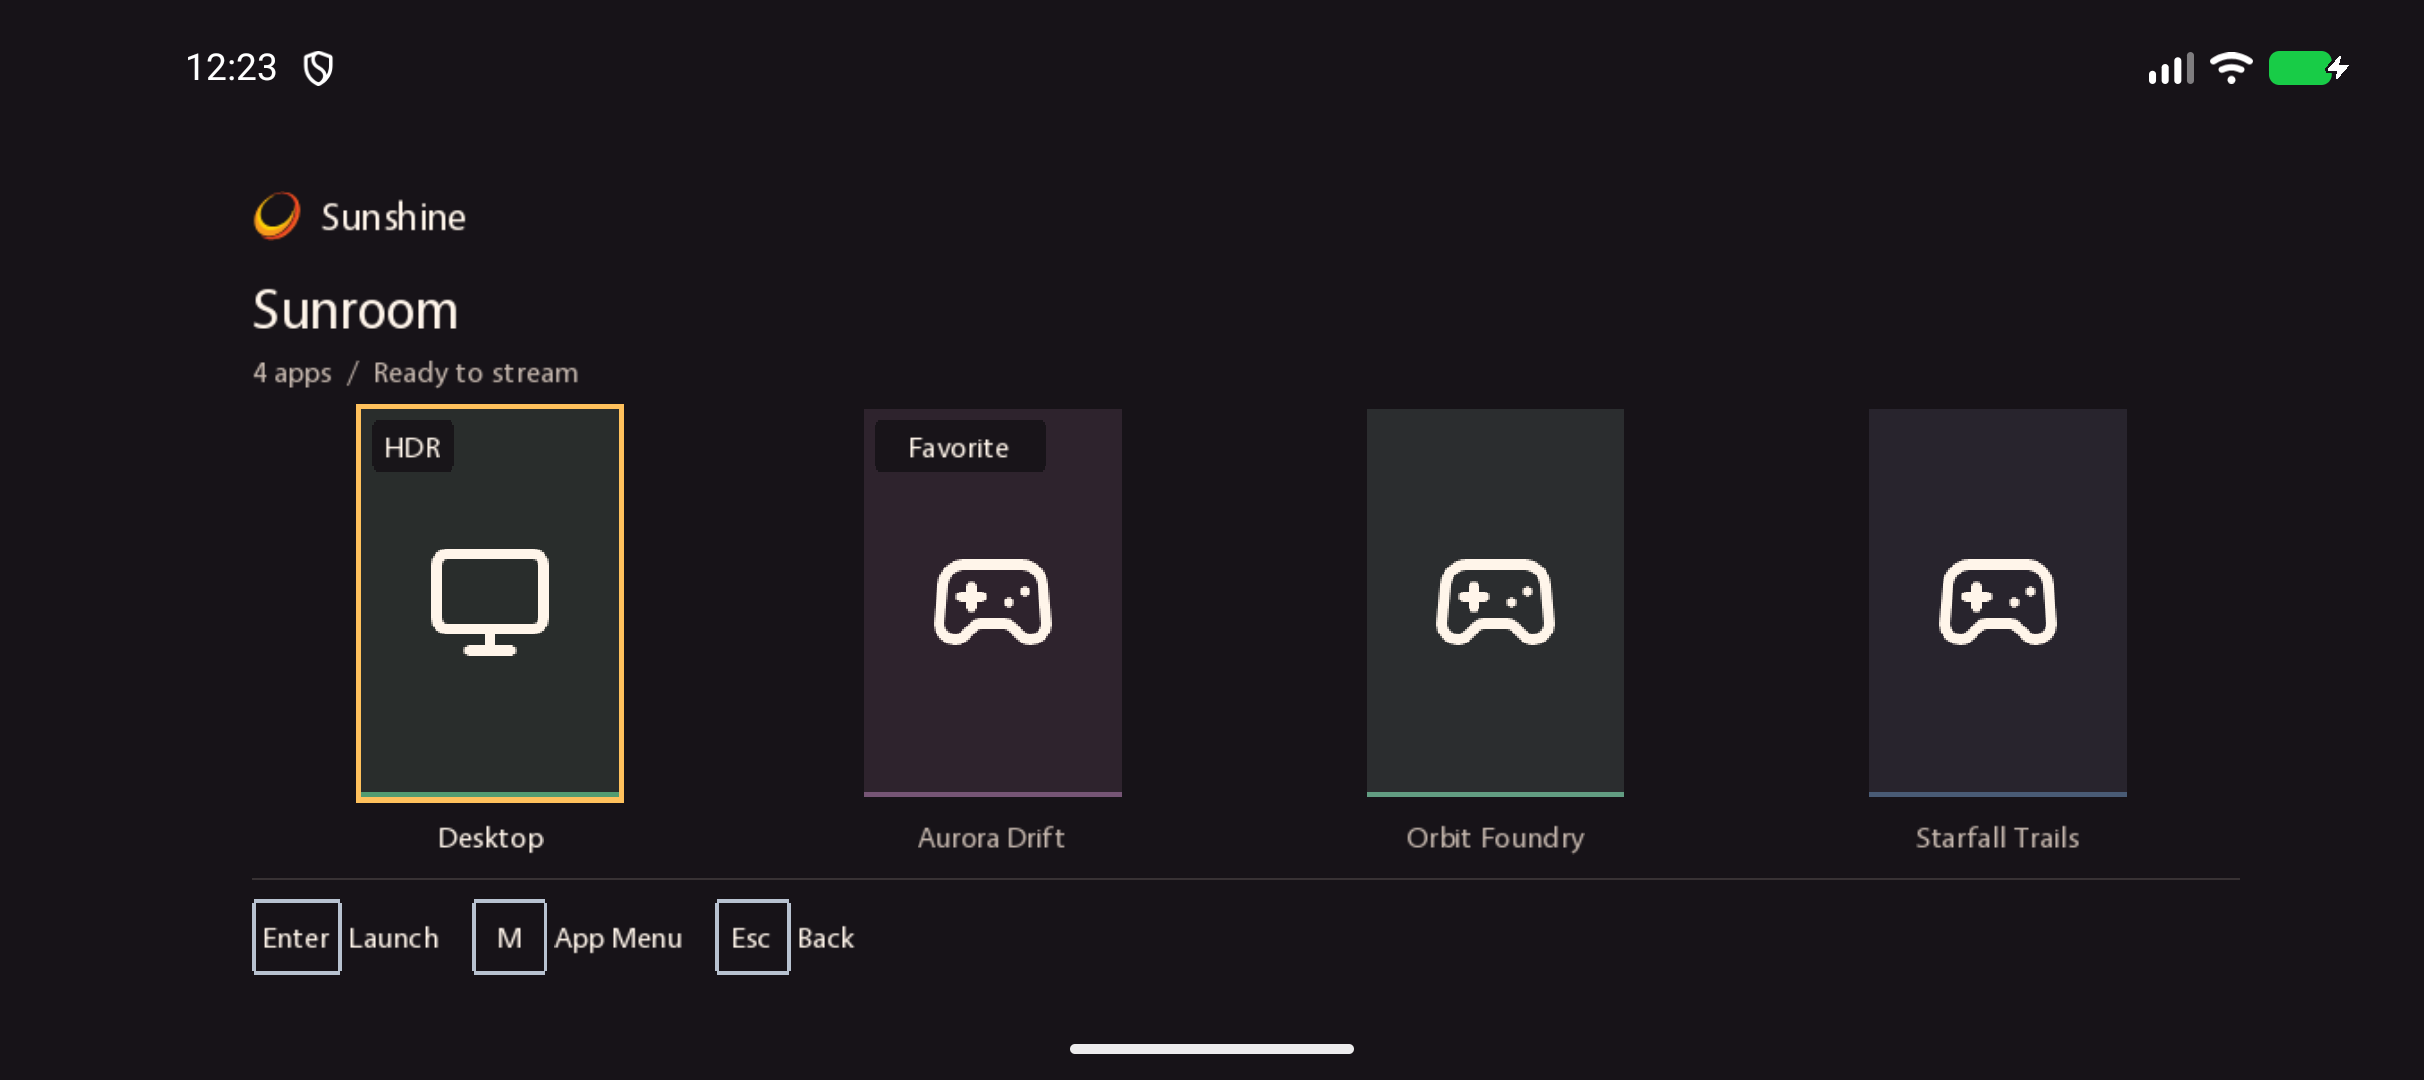 12:23
Sunshine
Sunroom
4 apps / Ready to stream
HDR
Favorite
Desktop
Aurora Drift
Orbit Foundry
Starfall Trails
Enter Launch M App Menu Esc Back